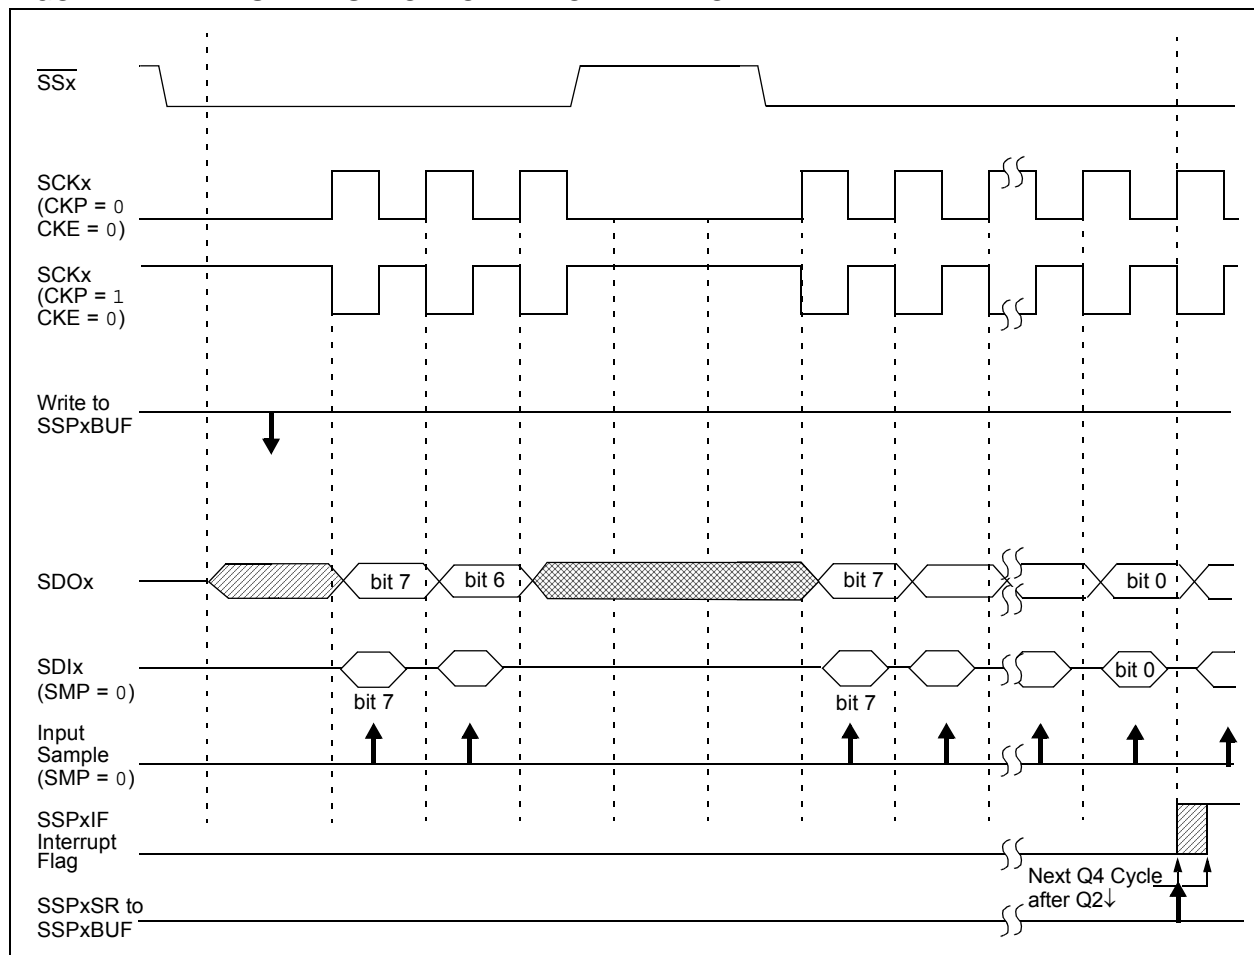 SSx
SCKx
(CKP = 0
CKE = 0)
SCKx
(CKP = 1
CKE = 0)
Write to
SSPxBUF
SDOx
bit 7
bit 6
bit 7
bit 0
SDIx
(SMP = 0)
bit 7
bit 7
bit 0
Input
Sample
(SMP = 0)
SSPxIF
Interrupt
Flag
Next Q4 Cycle
after Q2↓
SSPxSR to
SSPxBUF